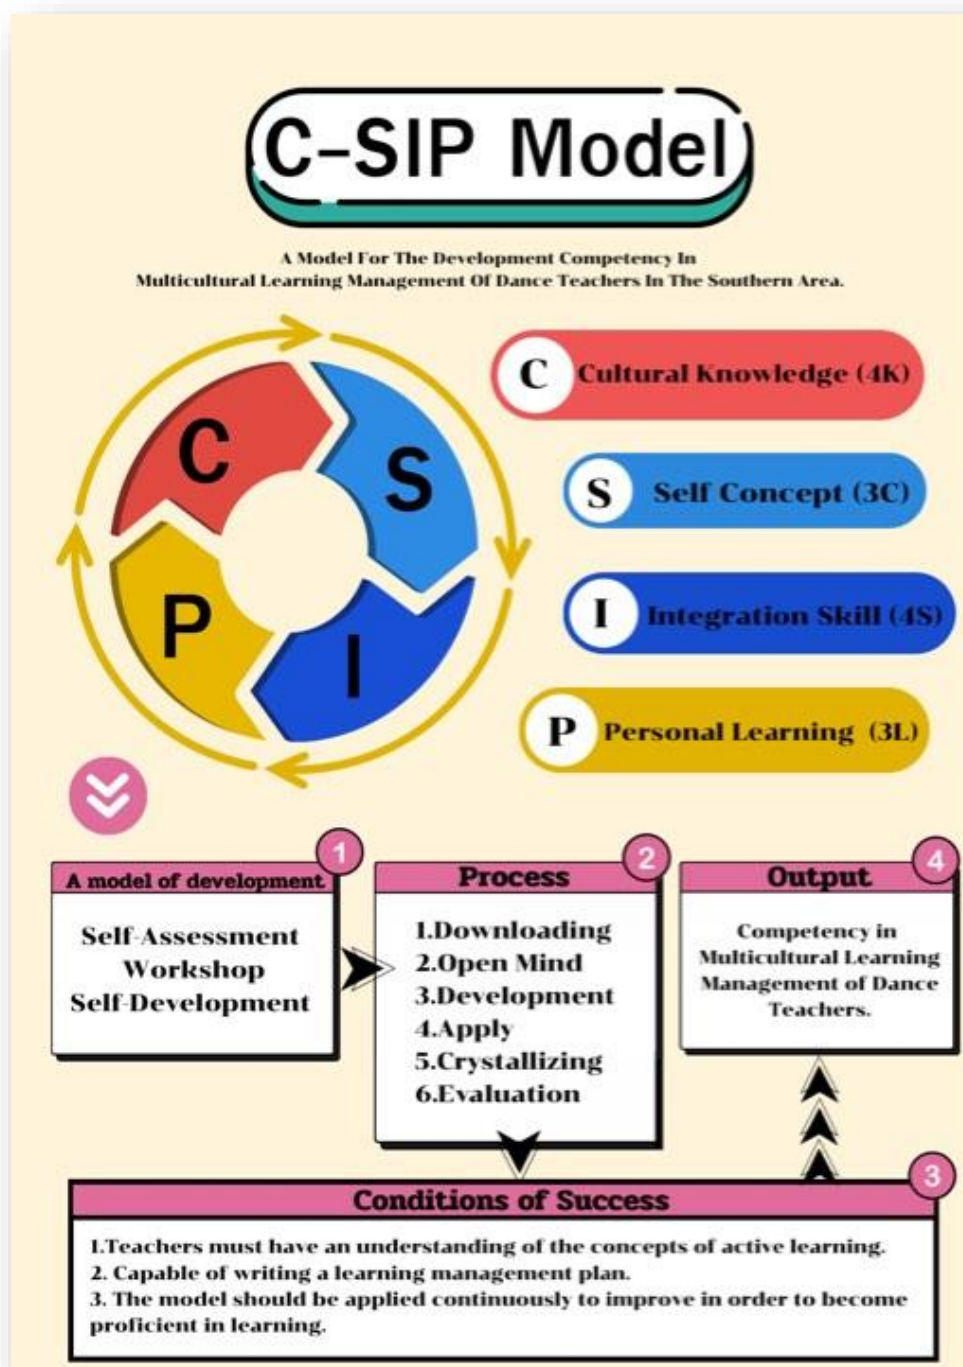 C-SIP Model
A Model For The Development Competency In
Multicultural Learning Management Of Dance Teachers In The Southern Area.
C
S
I
P
C Cultural Knowledge (4K)
S Self Concept (3C)
I Integration Skill (4S)
P Personal Learning (3L)
1
A model of development
Self-Assessment
Workshop
Self-Development
2
Process
1.Downloading
2.Open Mind
3.Development
4.Apply
5.Crystallizing
6.Evaluation
3
Conditions of Success
1.Teachers must have an understanding of the concepts of active learning.
2. Capable of writing a learning management plan.
3. The model should be applied continuously to improve in order to become
proficient in learning.
4
Output
Competency in
Multicultural Learning
Management of Dance
Teachers.